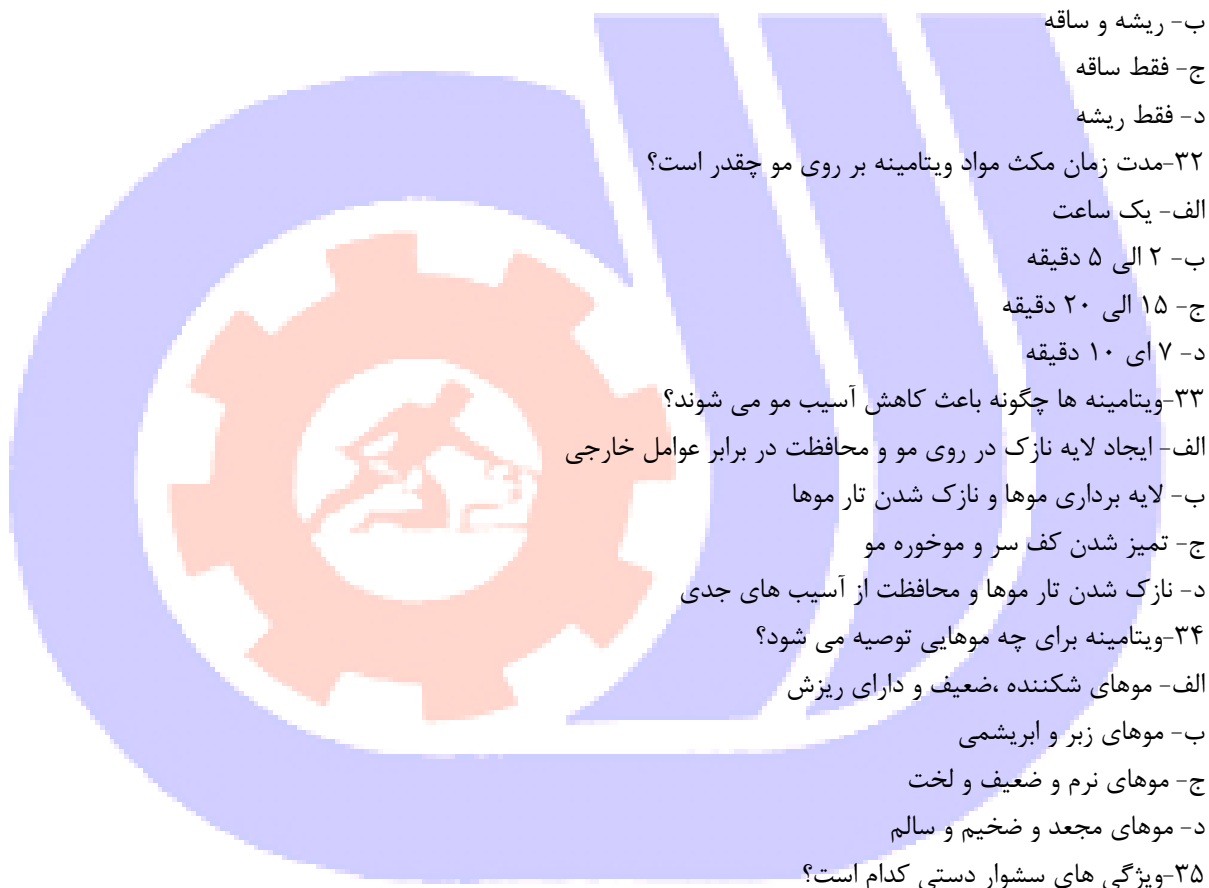 ب- ریشه و ساقه
ج- فقط ساقه
د- فقط ریشه
۳۲-مدت زمان مکث مواد ویتامینه بر روی مو چقدر است؟
الف- یک ساعت
ب- ۲ الی ۵ دقیقه
ج- ۱۵ الی ۲۰ دقیقه
د- ۷ ای ۱۰ دقیقه
۳۳-ویتامینه ها چگونه باعث کاهش آسیب مو می شوند؟
الف- ایجاد لایه نازک در روی مو و محافظت در برابر عوامل خارجی
ب- لایه برداری موها و نازک شدن تار موها
ج- تمیز شدن کف سر و موخوره مو
د- نازک شدن تار موها و محافظت از آسیب های جدی
۳۴-ویتامینه برای چه موهایی توصیه می شود؟
الف- موهای شکننده ،ضعیف و دارای ریزش
ب- موهای زبر و ابریشمی
ج- موهای نرم و ضعیف و لخت
د- موهای مجعد و ضخیم و سالم
۳۵-ویژگی های سشوار دستی کدام است؟